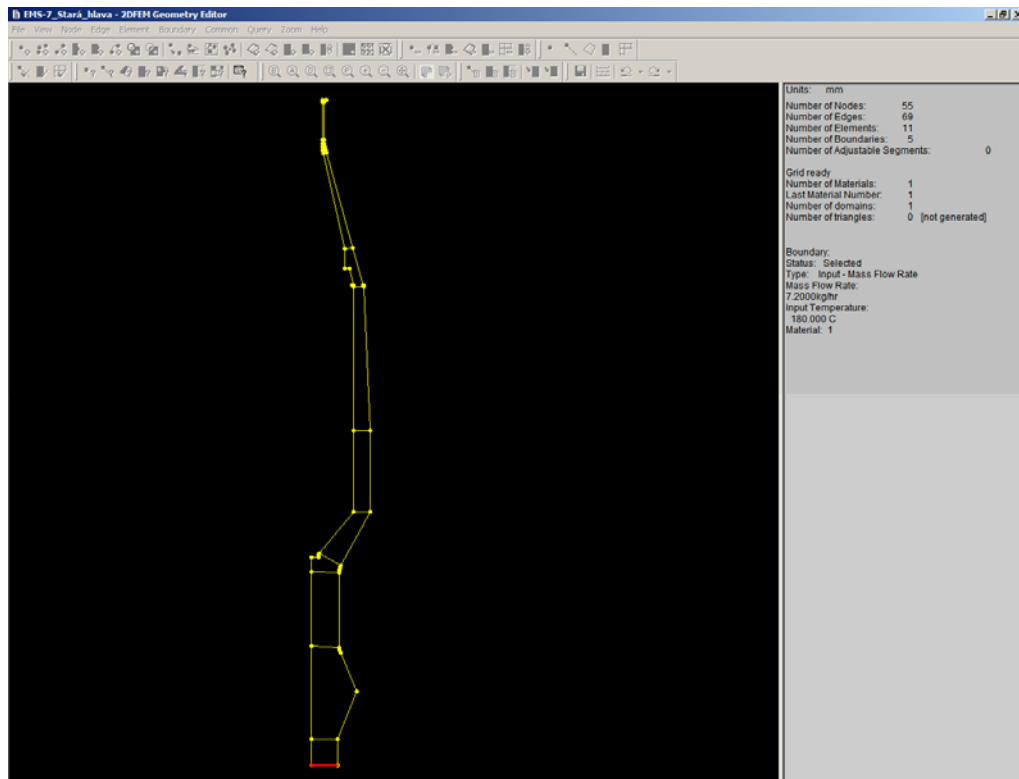 EMS-7_Stará_hlava - 2DFEM Geometry Editor
File View Node Edge Element Boundary Common Query Zoom Help
Units: mm
Number of Nodes: 55
Number of Edges: 69
Number of Elements: 11
Number of Boundaries: 5
Number of Adjustable Segments: 0
Grid ready
Number of Materials: 1
Last Material Number: 1
Number of domains: 1
Number of triangles: 0 [not generated]
Boundary:
Status: Selected
Type: Input - Mass Flow Rate
Mass Flow Rate:
7.2000kg/hr
Input Temperature:
180.000 C
Material: 1